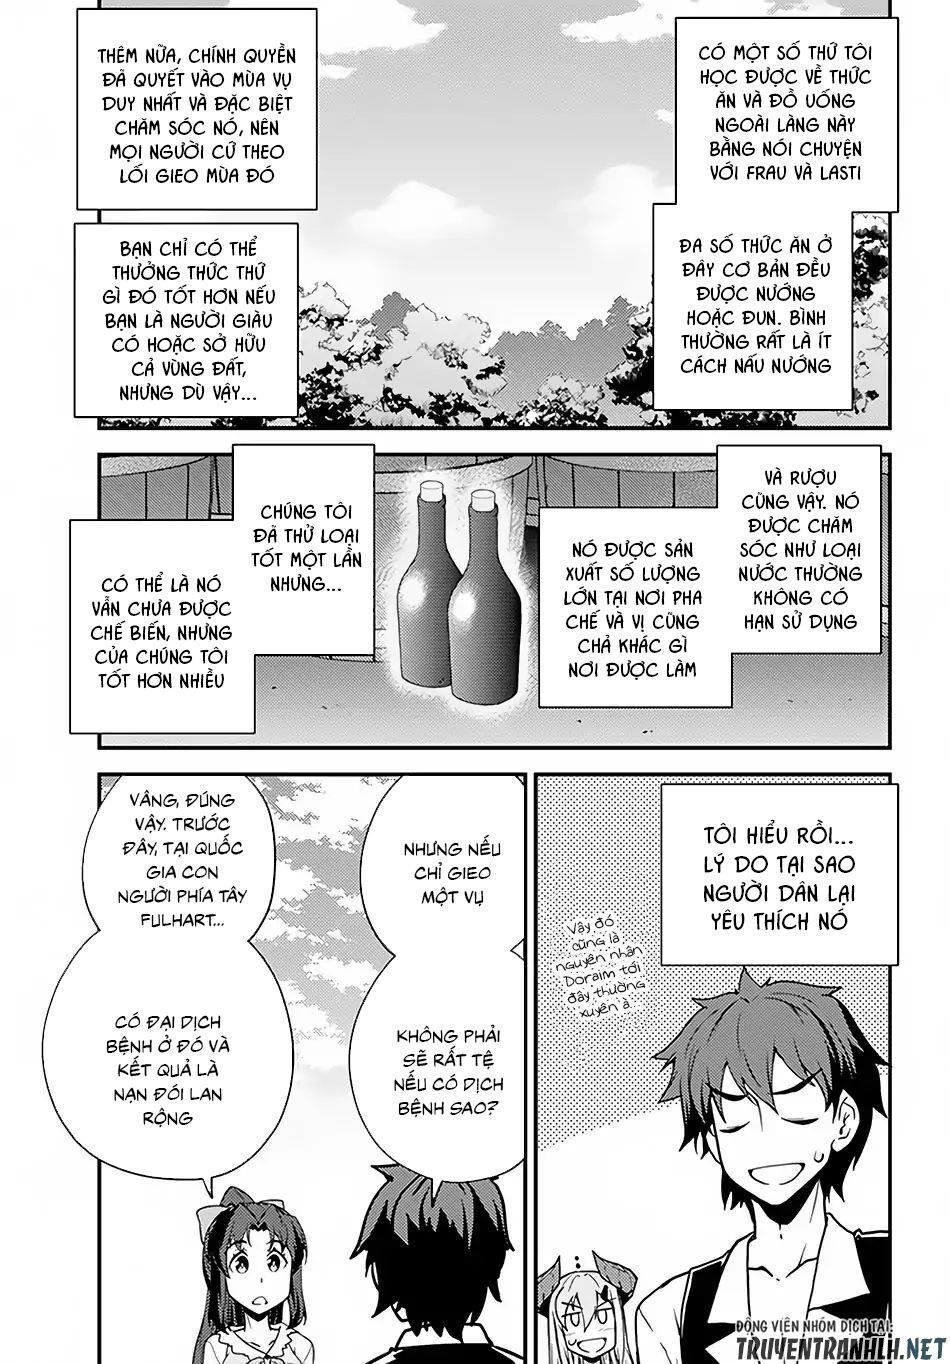 CÓ MỘT SỐ THỨ TÔI
HỌC ĐƯỢC VỀ THỨC
ĂN VÀ ĐỒ UỐNG
NGOÀI LÀNG NÀY
BẰNG NÓI CHUYỆN
VỚI FRAU VÀ LASTI
ĐA SỐ THỨC ĂN Ở
ĐÂY CƠ BẢN ĐỀU
ĐƯỢC NƯỚNG
HOẶC ĐUN. BÌNH
THƯỜNG RẤT LÀ ÍT
CÁCH NẤU NƯỚNG
THÊM NỮA, CHÍNH QUYỀN
ĐÃ QUYẾT VÀO MÙA VỤ
DUY NHẤT VÀ ĐẶC BIỆT
CHĂM SÓC NÓ, NÊN
MỌI NGƯỜI CỨ THEO
LỐI GIEO MÙA ĐÓ
BẠN CHỈ CÓ THỂ
THƯỞNG THỨC THỨ
GÌ ĐÓ TỐT HƠN NẾU
BẠN LÀ NGƯỜI GIÀU
CÓ HOẶC SỞ HỮU
CẢ VÙNG ĐẤT,
NHƯNG DÙ VẬY...
VÀ RƯỢU
CŨNG VẬY. NÓ
ĐƯỢC CHĂM
SÓC NHƯ LOẠI
NƯỚC THƯỜNG
KHÔNG CÓ
HẠN SỬ DỤNG
NÓ ĐƯỢC SẢN
XUẤT SỐ LƯỢNG
LỚN TẠI NƠI PHA
CHẾ VÀ VỊ CŨNG
CHẢ KHÁC GÌ
NƠI ĐƯỢC LÀM
CHÚNG TÔI
ĐÃ THỬ LOẠI
TỐT MỘT LẦN
NHƯNG...
CÓ THỂ LÀ NÓ
VẪN CHƯA ĐƯỢC
CHẾ BIẾN, NHƯNG
CỦA CHÚNG TÔI
TỐT HƠN NHIỀU
TÔI HIỂU RỒI...
LÝ DO TẠI SAO
NGƯỜI DÂN LẠI
YÊU THÍCH NÓ
Vậy đó
cũng là
nguyên nhân
Doraim tới
đây thường
xuyên à
NHƯNG NẾU
CHỈ GIEO
MỘT VỤ
KHÔNG PHẢI
SẼ RẤT TỆ
NẾU CÓ DỊCH
BỆNH SAO?
VÂNG, ĐÚNG
VẬY. TRƯỚC
ĐÂY, TẠI QUỐC
GIA CON
NGƯỜI PHÍA TÂY
FULHART...
CÓ ĐẠI DỊCH
BỆNH Ở ĐÓ VÀ
KẾT QUẢ LÀ
NẠN ĐÓI LAN
RỘNG
ĐỘNG VIÊN NHÓM DỊCH TẠI:
TRUYENTRANHLH.NET